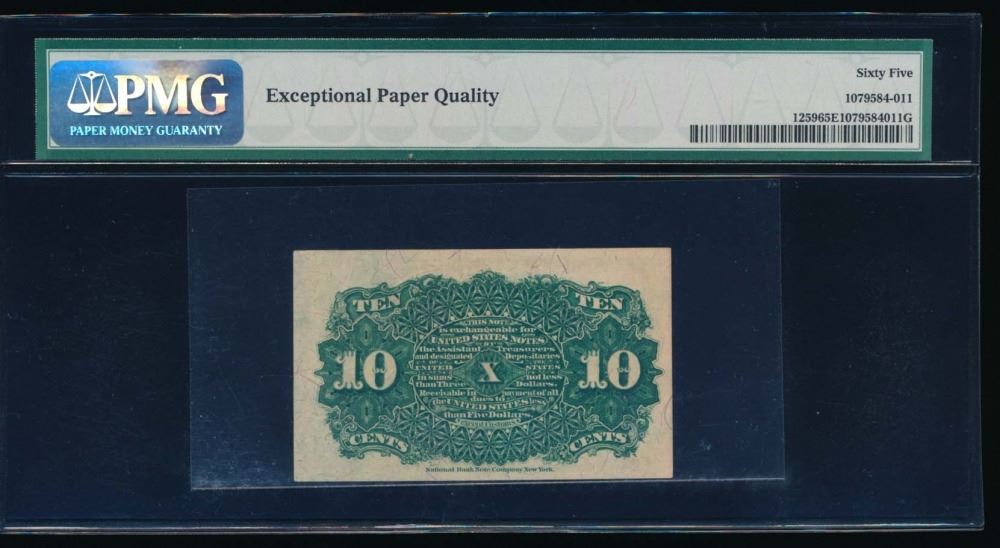 PMG
PAPER MONEY GUARANTY
Exceptional Paper Quality
Sixty Five
1079584-011
125965E1079584011G
TEN TEN
THIS NOTE
is exchangeable for
UNITED STATES NOTES
BY
the Assistant Treasurers
and designated Depositaries
OF THE
UNITED STATES
in sums not less
than Three Dollars.
Receivable in payment of all
dues to
the UNITED STATES less
than Five Dollars.
Except Customs
10 X 10
CENTS CENTS
National Bank Note Company New York.